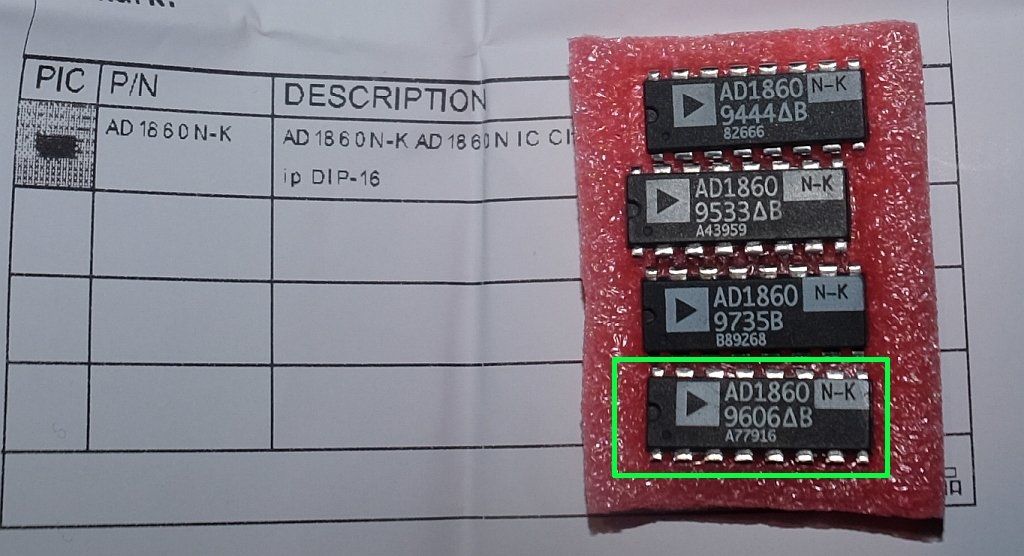 PIC P/N DESCRIPTION
AD1860N-K AD1860N-K AD1860N IC
ip DIP-16
AD1860 N-K
9444ΔB
82666
AD1860 N-K
9533ΔB
A43959
AD1860 N-K
9735B
B89268
AD1860 N-K
9606ΔB
A77916